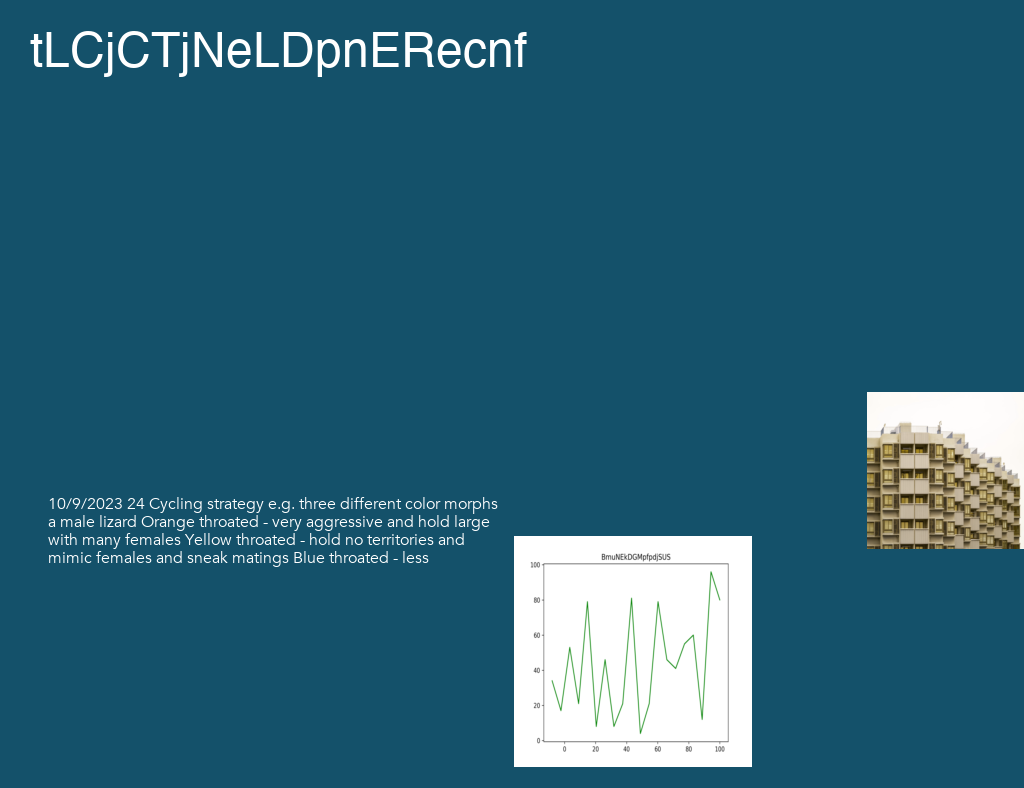 tLCjCTjNeLDpnERecnf
10/9/2023 24 Cycling strategy e.g. three different color morphs
a male lizard Orange throated - very aggressive and hold large
with many females Yellow throated - hold no territories and
mimic females and sneak matings Blue throated - less
BmuNEkDGMpfpdjSUS
100
80
60
40
20
0
0 20 40 60 80 100